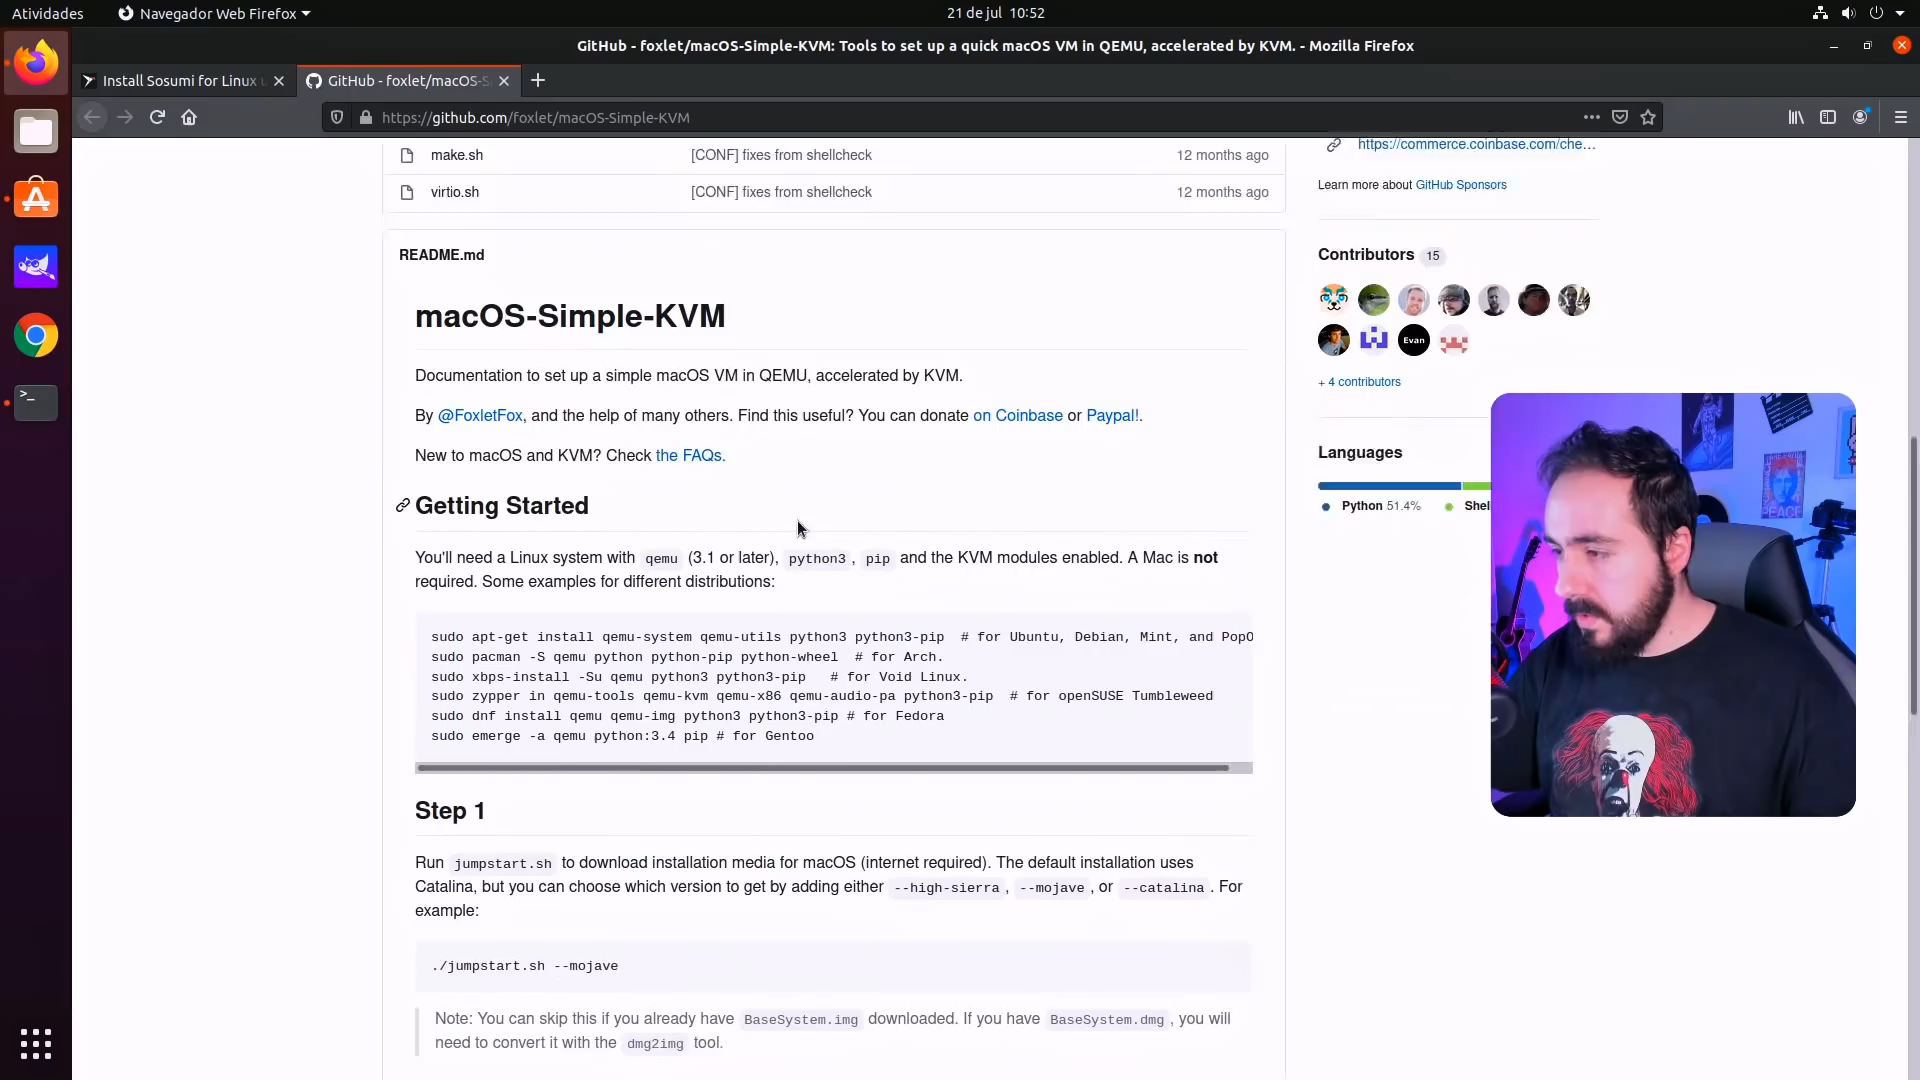 Atividades
Navegador Web Firefox
21 de jul 10:52
GitHub - foxlet/macOS-Simple-KVM: Tools to set up a quick macOS VM in QEMU, accelerated by KVM. - Mozilla Firefox
Install Sosumi for Linux u
GitHub - foxlet/macOS-S
https://github.com/foxlet/macOS-Simple-KVM
make.sh [CONF] fixes from shellcheck 12 months ago
virtio.sh [CONF] fixes from shellcheck 12 months ago
README.md
macOS-Simple-KVM
Documentation to set up a simple macOS VM in QEMU, accelerated by KVM.
By @FoxletFox, and the help of many others. Find this useful? You can donate on Coinbase or Paypal!.
New to macOS and KVM? Check the FAQs.
Getting Started
You'll need a Linux system with qemu (3.1 or later), python3, pip and the KVM modules enabled. A Mac is not
required. Some examples for different distributions:
sudo apt-get install qemu-system qemu-utils python3 python3-pip  # for Ubuntu, Debian, Mint, and PopO
sudo pacman -S qemu python python-pip python-wheel  # for Arch.
sudo xbps-install -Su qemu python3 python3-pip   # for Void Linux.
sudo zypper in qemu-tools qemu-kvm qemu-x86 qemu-audio-pa python3-pip  # for openSUSE Tumbleweed
sudo dnf install qemu qemu-img python3 python3-pip # for Fedora
sudo emerge -a qemu python:3.4 pip # for Gentoo
Step 1
Run jumpstart.sh to download installation media for macOS (internet required). The default installation uses
Catalina, but you can choose which version to get by adding either --high-sierra, --mojave, or --catalina. For
example:
./jumpstart.sh --mojave
Note: You can skip this if you already have BaseSystem.img downloaded. If you have BaseSystem.dmg, you will
need to convert it with the dmg2img tool.
https://commerce.coinbase.com/che...
Learn more about GitHub Sponsors
Contributors 15
Evan
+ 4 contributors
Languages
Python 51.4% Shel
PEACE